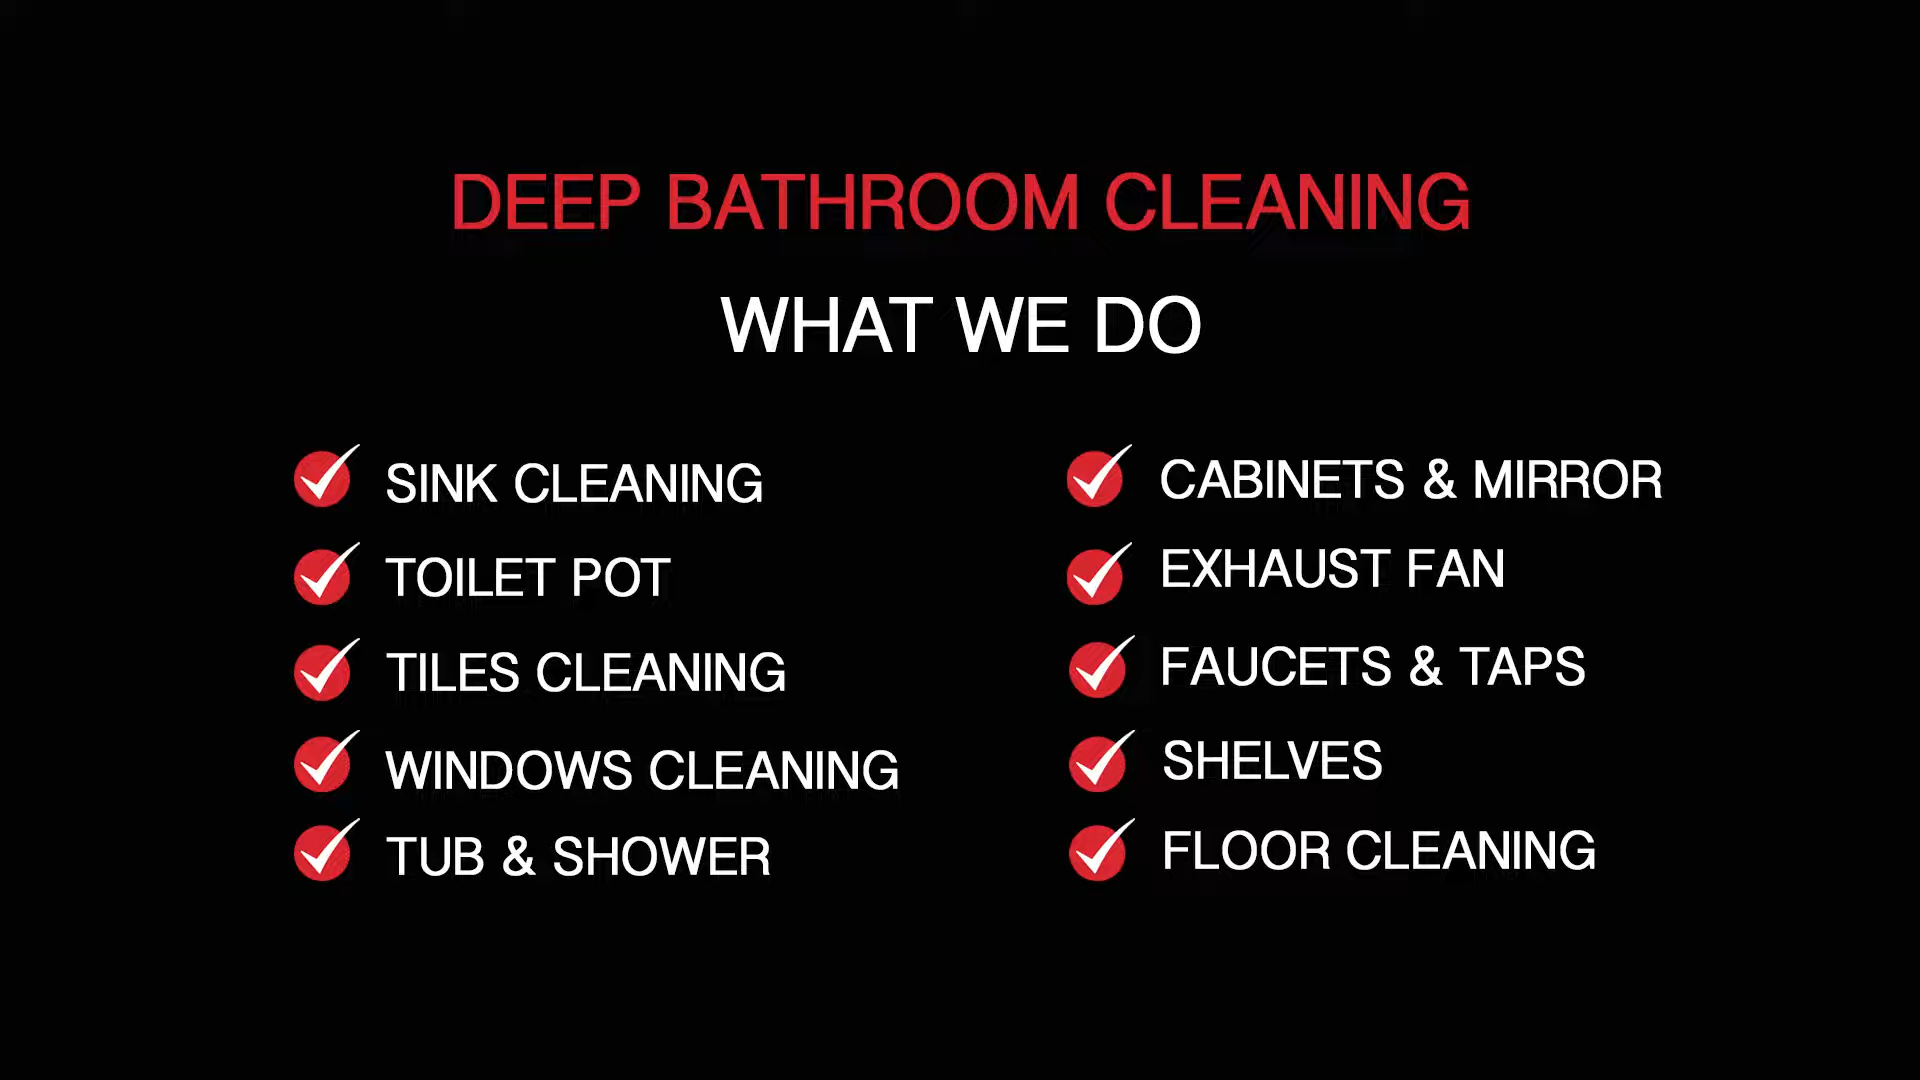 DEEP BATHROOM CLEANING
WHAT WE DO
SINK CLEANING
TOILET POT
TILES CLEANING
WINDOWS CLEANING
TUB & SHOWER
CABINETS & MIRROR
EXHAUST FAN
FAUCETS & TAPS
SHELVES
FLOOR CLEANING